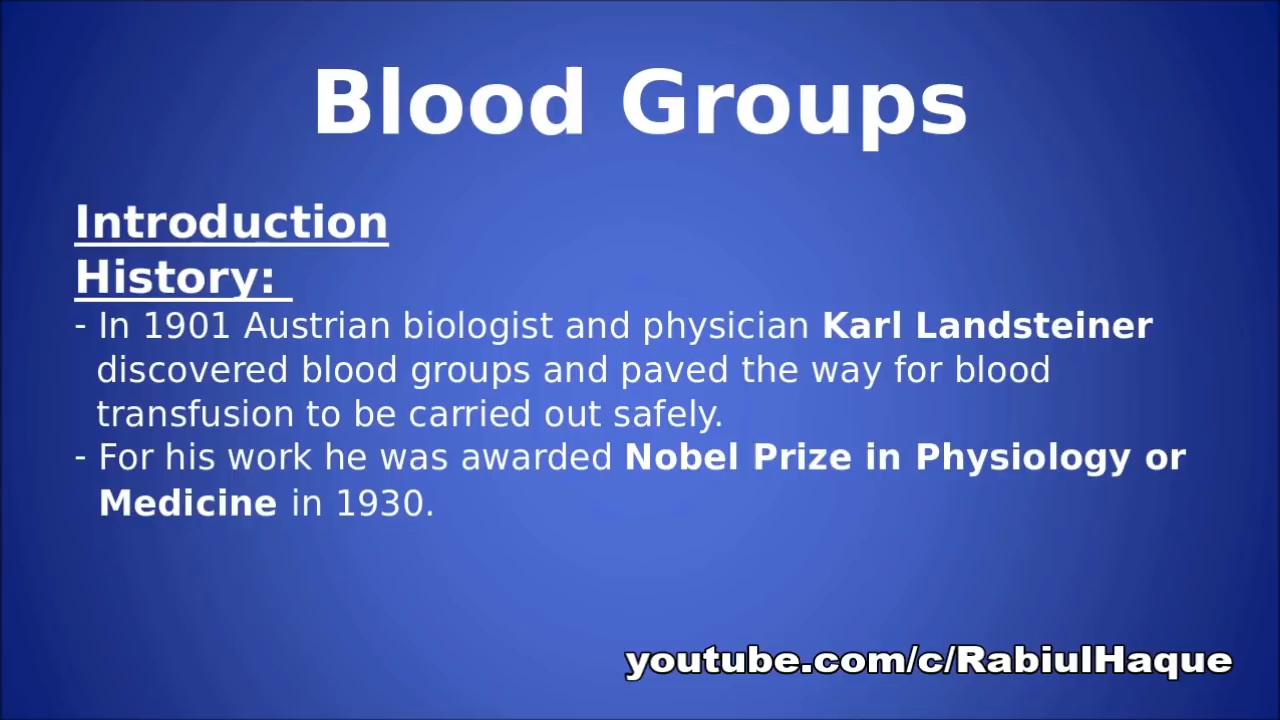 Blood Groups
Introduction
History:
- In 1901 Austrian biologist and physician Karl Landsteiner
discovered blood groups and paved the way for blood
transfusion to be carried out safely.
- For his work he was awarded Nobel Prize in Physiology or
Medicine in 1930.
youtube.com/c/RabiulHaque